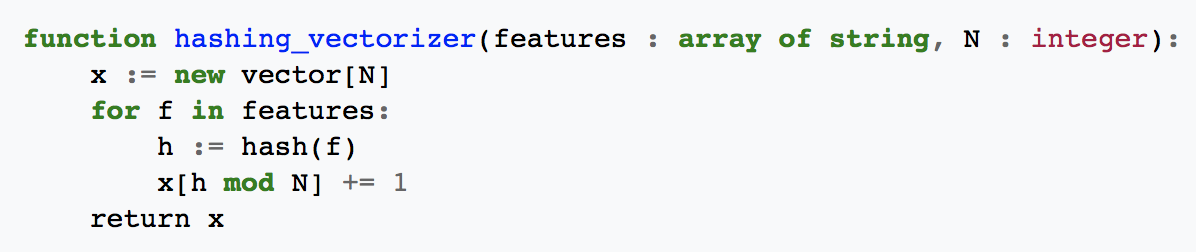 function hashing_vectorizer(features : array of string, N : integer):
    x := new vector[N]
    for f in features:
        h := hash(f)
        x[h mod N] += 1
    return x